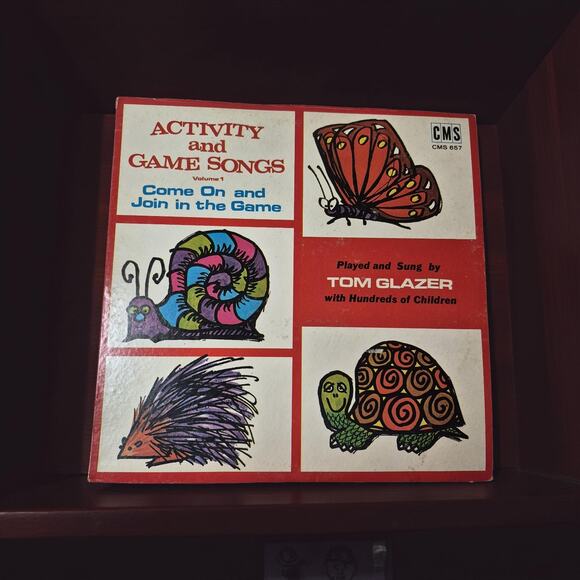 ACTIVITY
and
GAME SONGS
Volume 1
Come On and
Join in the Game
CMS
CMS 657
Played and Sung by
TOM GLAZER
with Hundreds of Children